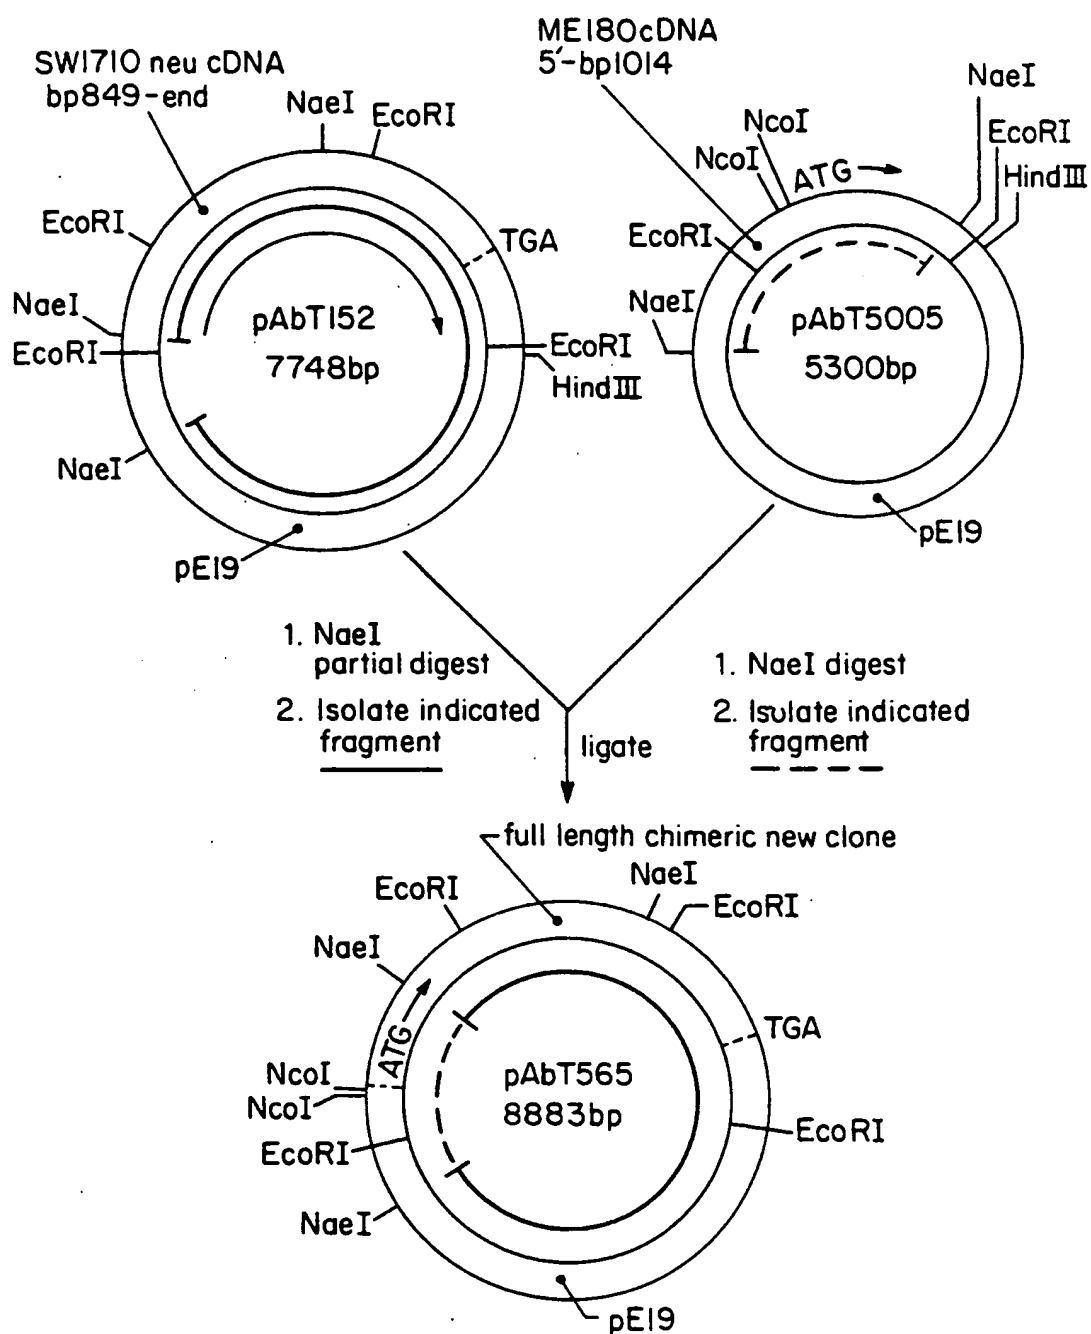 SW1710 neu cDNA
bp849-end
NaeI
EcoRI
EcoRI
NaeI
EcoRI
NaeI
TGA
EcoRI
HindIII
pAbT152
7748bp
pE19
ME180cDNA
5'-bp1014
NcoI
NcoI
ATG
NaeI
EcoRI
HindIII
EcoRI
NaeI
pAbT5005
5300bp
pE19
1. NaeI
partial digest
2. Isolate indicated
fragment
1. NaeI digest
2. Isolate indicated
fragment
ligate
full length chimeric new clone
NaeI
EcoRI
EcoRI
NaeI
ATG
NcoI
NcoI
EcoRI
NaeI
TGA
EcoRI
pAbT565
8883bp
pE19